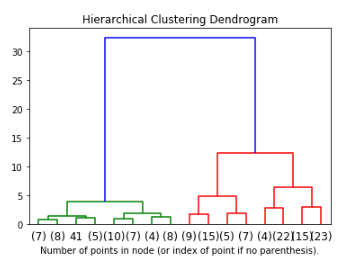 Hierarchical Clustering Dendrogram
30
25
20
15
10
5
0
(7) (8) 41 (5)(10)(7) (4) (8) (9)(15)(5) (7) (4)(22)(15)(23)
Number of points in node (or index of point if no parenthesis).